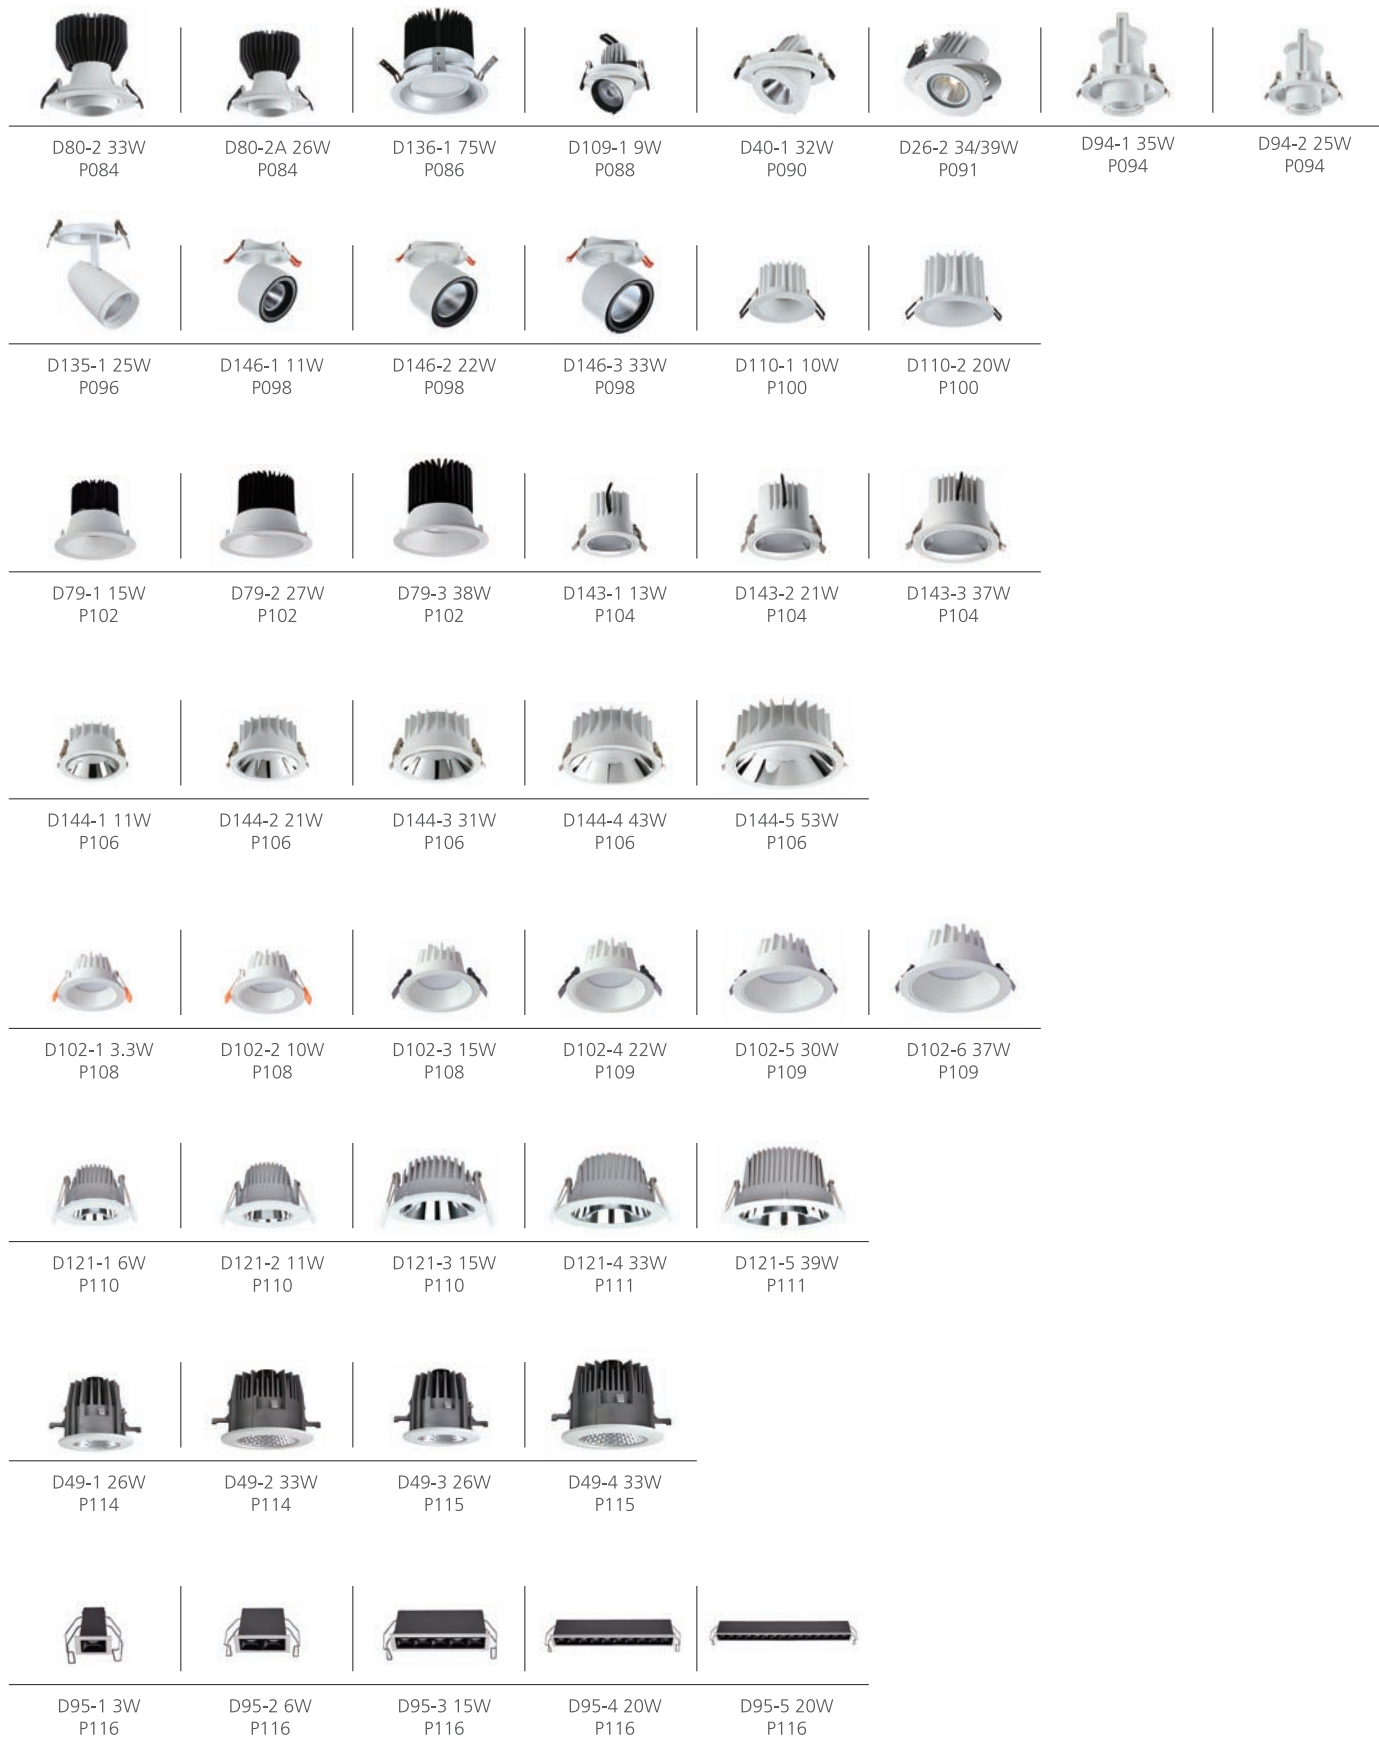 D80-2 33W
P084
D80-2A 26W
P084
D136-1 75W
P086
D109-1 9W
P088
D40-1 32W
P090
D26-2 34/39W
P091
D94-1 35W
P094
D94-2 25W
P094
D135-1 25W
P096
D146-1 11W
P098
D146-2 22W
P098
D146-3 33W
P098
D110-1 10W
P100
D110-2 20W
P100
D79-1 15W
P102
D79-2 27W
P102
D79-3 38W
P102
D143-1 13W
P104
D143-2 21W
P104
D143-3 37W
P104
D144-1 11W
P106
D144-2 21W
P106
D144-3 31W
P106
D144-4 43W
P106
D144-5 53W
P106
D102-1 3.3W
P108
D102-2 10W
P108
D102-3 15W
P108
D102-4 22W
P109
D102-5 30W
P109
D102-6 37W
P109
D121-1 6W
P110
D121-2 11W
P110
D121-3 15W
P110
D121-4 33W
P111
D121-5 39W
P111
D49-1 26W
P114
D49-2 33W
P114
D49-3 26W
P115
D49-4 33W
P115
D95-1 3W
P116
D95-2 6W
P116
D95-3 15W
P116
D95-4 20W
P116
D95-5 20W
P116